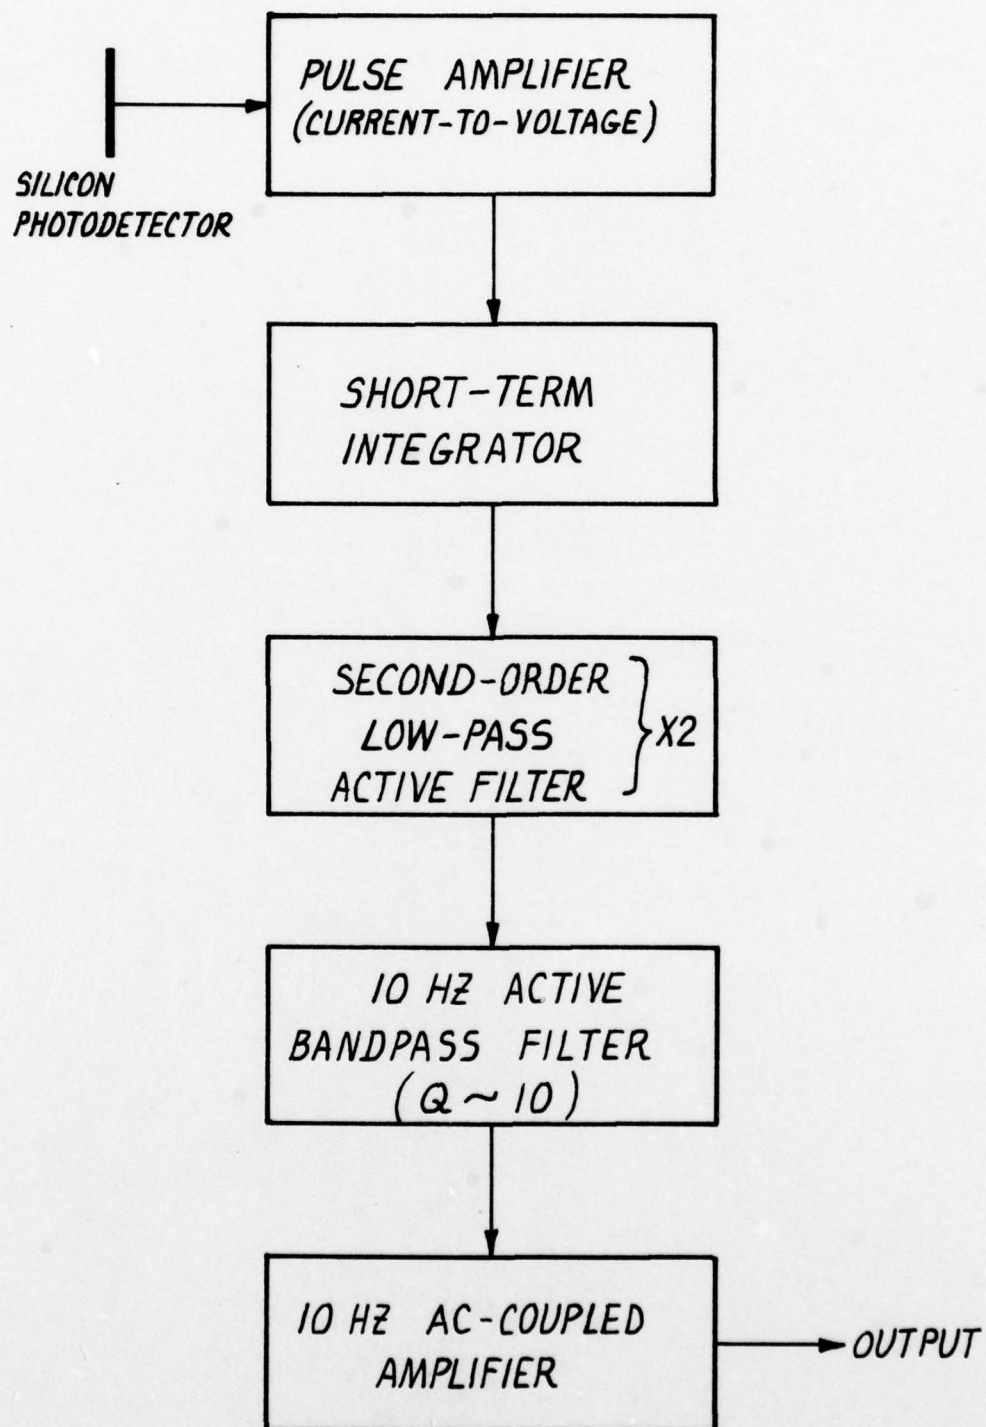 SILICON
PHOTODETECTOR
PULSE AMPLIFIER
(CURRENT-TO-VOLTAGE)
SHORT-TERM
INTEGRATOR
SECOND-ORDER
LOW-PASS
ACTIVE FILTER
X2
10 HZ ACTIVE
BANDPASS FILTER
(Q ~ 10)
10 HZ AC-COUPLED
AMPLIFIER
OUTPUT